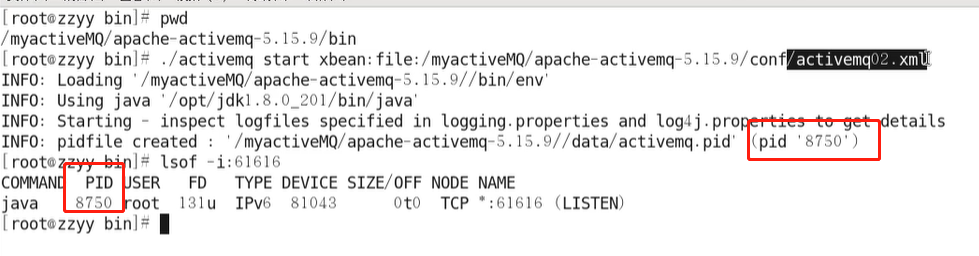 [root@zzyy bin]# pwd
/myactiveMQ/apache-activemq-5.15.9/bin
[root@zzyy bin]# ./activemq start xbean:file:/myactiveMQ/apache-activemq-5.15.9/conf/activemq02.xml
INFO: Loading '/myactiveMQ/apache-activemq-5.15.9//bin/env'
INFO: Using java '/opt/jdk1.8.0_201/bin/java'
INFO: Starting - inspect logfiles specified in logging.properties and log4j.properties to get details
INFO: pidfile created : '/myactiveMQ/apache-activemq-5.15.9//data/activemq.pid' (pid '8750')
[root@zzyy bin]# lsof -i:61616
COMMAND PID USER FD TYPE DEVICE SIZE/OFF NODE NAME
java 8750 root 131u IPv6 81043 0t0 TCP *:61616 (LISTEN)
[root@zzyy bin]#